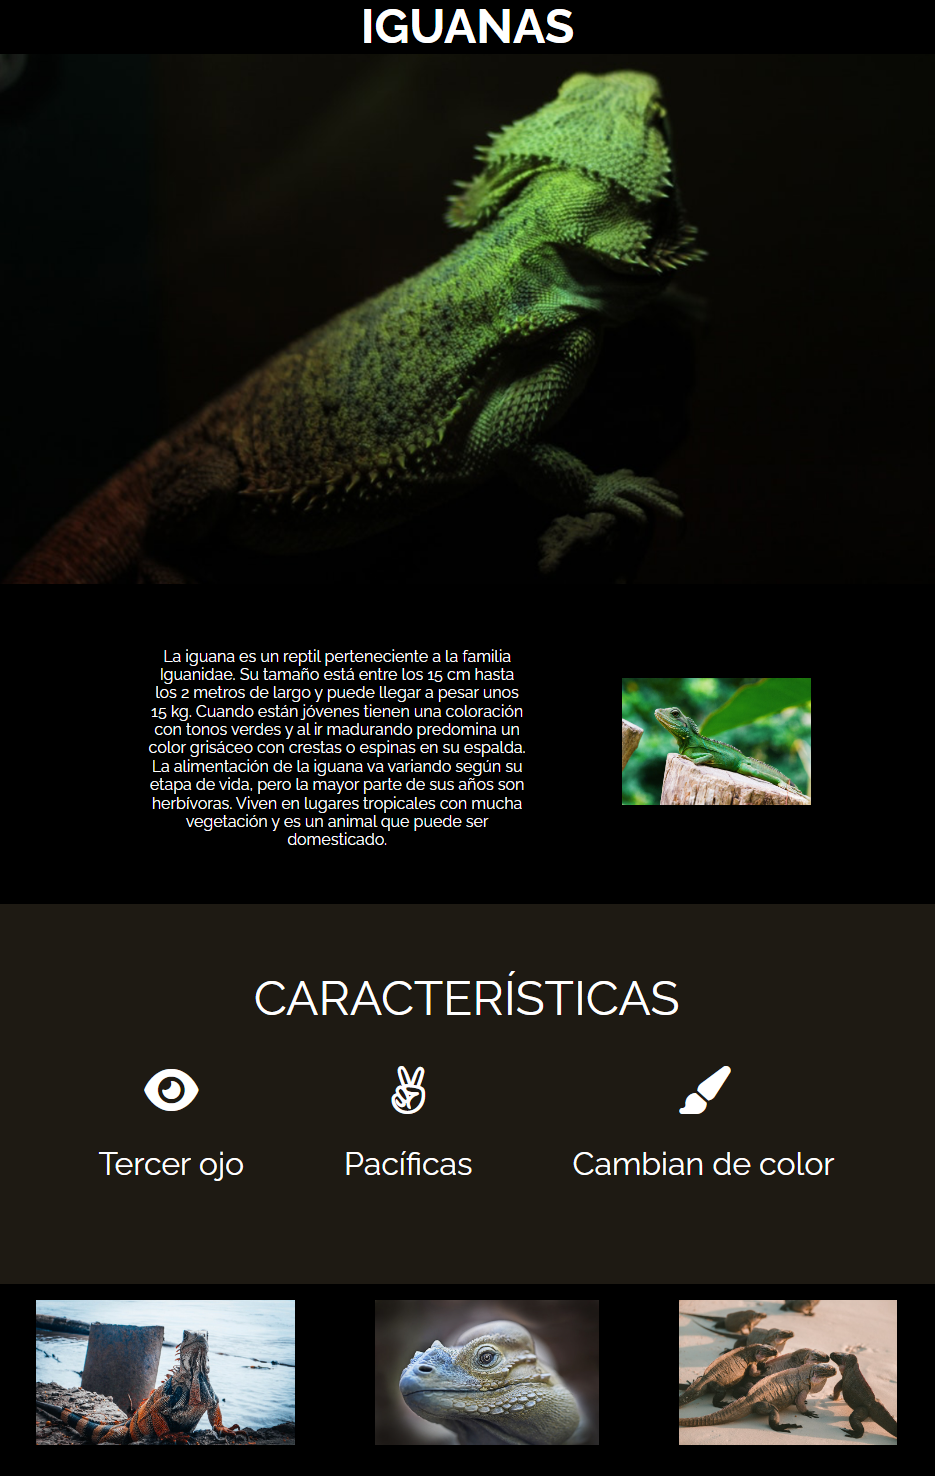 IGUANAS
La iguana es un reptil perteneciente a la familia
Iguanidae. Su tamaño está entre los 15 cm hasta
los 2 metros de largo y puede llegar a pesar unos
15 kg. Cuando están jóvenes tienen una coloración
con tonos verdes y al ir madurando predomina un
color grisáceo con crestas o espinas en su espalda.
La alimentación de la iguana va variando según su
etapa de vida, pero la mayor parte de sus años son
herbívoras. Viven en lugares tropicales con mucha
vegetación y es un animal que puede ser
domesticado.
CARACTERÍSTICAS
Tercer ojo
Pacíficas
Cambian de color